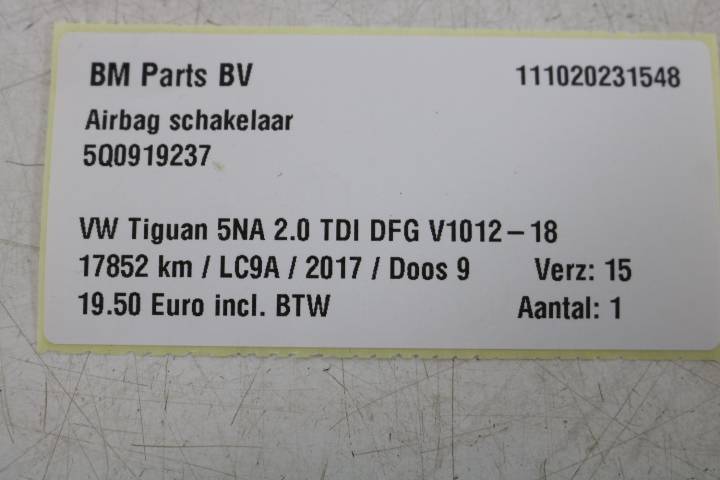 BM Parts BV 111020231548
Airbag schakelaar
5Q0919237
VW Tiguan 5NA 2.0 TDI DFG V1012-18
17852 km / LC9A / 2017 / Doos 9 Verz: 15
19.50 Euro incl. BTW Aantal: 1